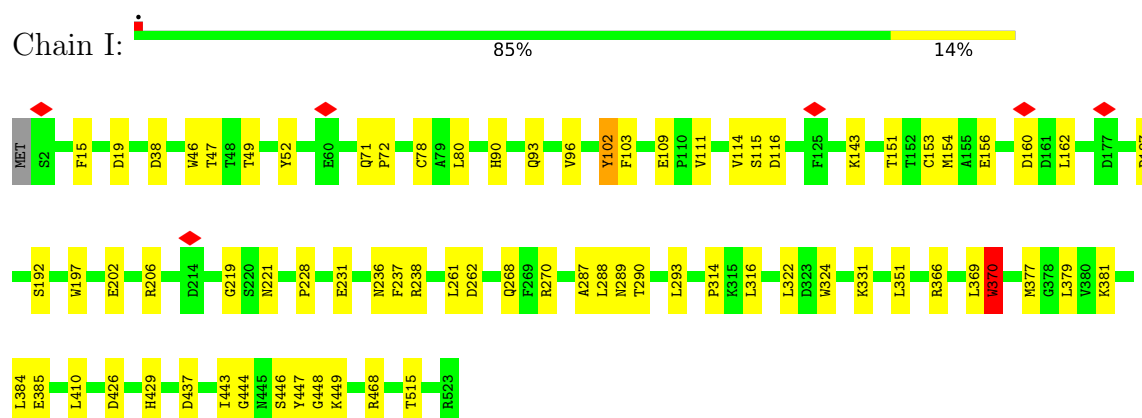 Chain I:
85%
14%
MET
S2
F15
D19
D38
W46
T47
T48
T49
Y52
E60
Q71
P72
C78
A79
L80
H90
Q93
V96
Y102
F103
E109
P110
V111
V114
S115
D116
F125
K143
T151
T152
C153
M154
A155
E156
D160
D161
L162
D177
S192
W197
E202
R206
D214
G219
S220
N221
P228
E231
N236
F237
R238
L261
D262
Q268
F269
R270
A287
L288
N289
T290
L293
P314
K315
L316
L322
D323
W324
K331
L351
R366
L369
W370
M377
G378
L379
V380
K381
L384
E385
L410
D426
H429
D437
I443
G444
N445
S446
Y447
G448
K449
R468
T515
R523